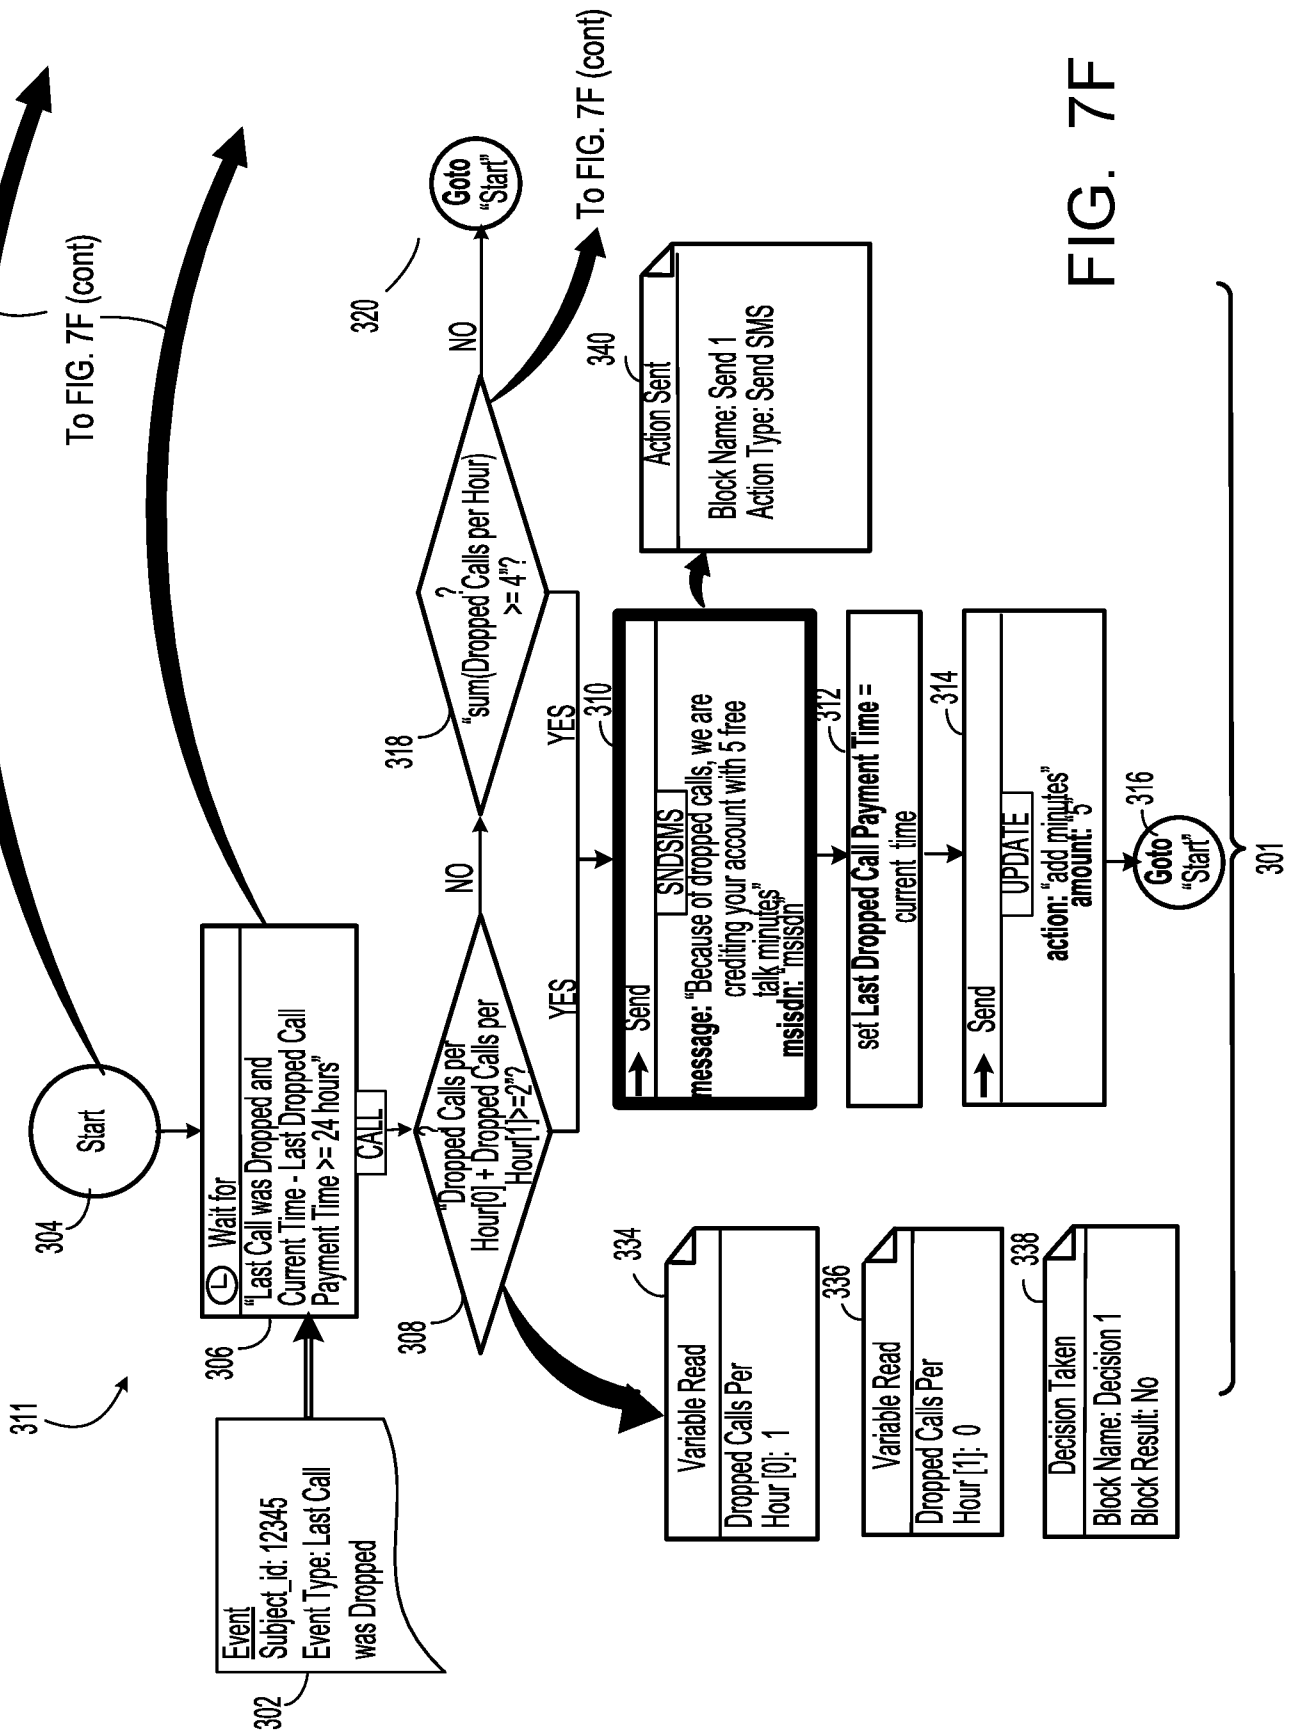 311
To FIG. 7F (cont)
304
Start
302
Event
Subject_id: 12345
Event Type: Last Call
was Dropped
306
Wait for
"Last Call was Dropped and
Current Time - Last Dropped Call
Payment Time >= 24 hours"
CALL
308
?
"Dropped Calls per
Hour[0] + Dropped Calls per
Hour[1]>=2"?
NO
YES
318
?
"sum(Dropped Calls per Hour)
>= 4"?
NO
YES
320
Goto
"Start"
To FIG. 7F (cont)
334
Variable Read
Dropped Calls Per
Hour [0]: 1
336
Variable Read
Dropped Calls Per
Hour [1]: 0
338
Decision Taken
Block Name: Decision 1
Block Result: No
310
Send
SNDSMS
message: "Because of dropped calls, we are
crediting your account with 5 free
talk minutes"
msisdn: "msisdn"
340
Action Sent
Block Name: Send 1
Action Type: Send SMS
312
set Last Dropped Call Payment Time =
current time
314
Send
UPDATE
action: "add minutes"
amount: "5"
316
Goto
"Start"
301
FIG. 7F